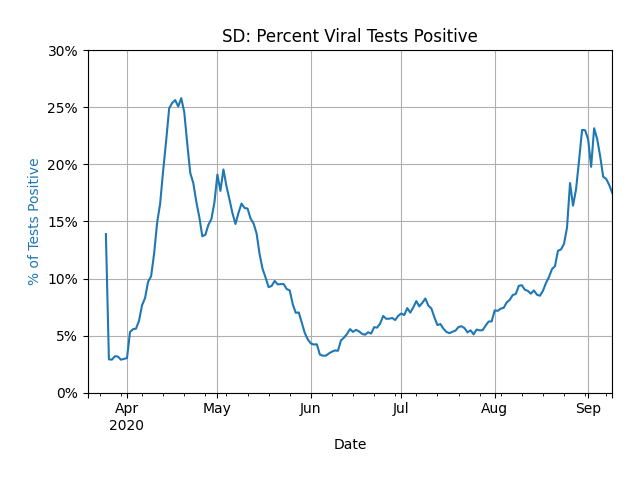 SD: Percent Viral Tests Positive
30%
25%
20%
15%
10%
5%
0%
% of Tests Positive
Apr May Jun Jul Aug Sep
2020
Date